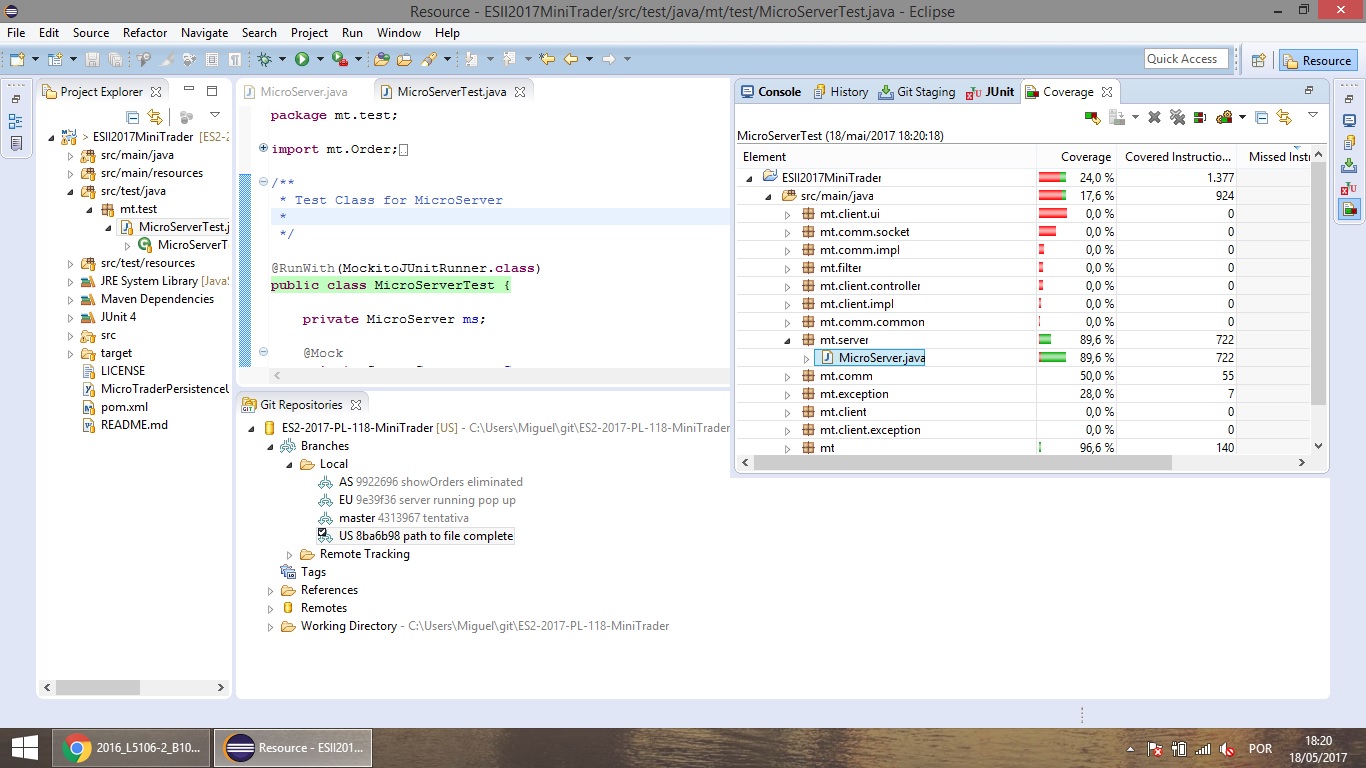 Resource - ESII2017MiniTrader/src/test/java/mt/test/MicroServerTest.java - Eclipse
File Edit Source Refactor Navigate Search Project Run Window Help
Quick Access
Resource
Project Explorer
ESII2017MiniTrader [ES2-2
src/main/java
src/main/resources
src/test/java
mt.test
MicroServerTest.j
MicroServerT
src/test/resources
JRE System Library [JavaS
Maven Dependencies
JUnit 4
src
target
LICENSE
MicroTraderPersistenceU
pom.xml
README.md
MicroServer.java
MicroServerTest.java
package mt.test;
import mt.Order;
/**
* Test Class for MicroServer
*
*/
@RunWith(MockitoJUnitRunner.class)
public class MicroServerTest {
private MicroServer ms;
@Mock
Git Repositories
ES2-2017-PL-118-MiniTrader [US] - C:\Users\Miguel\git\ES2-2017-PL-118-MiniTrader
Branches
Local
AS 9922696 showOrders eliminated
EU 9e39f36 server running pop up
master 4313967 tentativa
US 8ba6b98 path to file complete
Remote Tracking
Tags
References
Remotes
Working Directory - C:\Users\Miguel\git\ES2-2017-PL-118-MiniTrader
Console History Git Staging JUnit Coverage
MicroServerTest (18/mai/2017 18:20:18)
Element Coverage Covered Instructio... Missed Instr
ESII2017MiniTrader 24,0 % 1.377
src/main/java 17,6 % 924
mt.client.ui 0,0 % 0
mt.comm.socket 0,0 % 0
mt.comm.impl 0,0 % 0
mt.filter 0,0 % 0
mt.client.controller 0,0 % 0
mt.client.impl 0,0 % 0
mt.comm.common 0,0 % 0
mt.server 89,6 % 722
MicroServer.java 89,6 % 722
mt.comm 50,0 % 55
mt.exception 28,0 % 7
mt.client 0,0 % 0
mt.client.exception 0,0 % 0
mt 96,6 % 140
2016_L5106-2_B10...
Resource - ESII201...
POR
18:20
18/05/2017